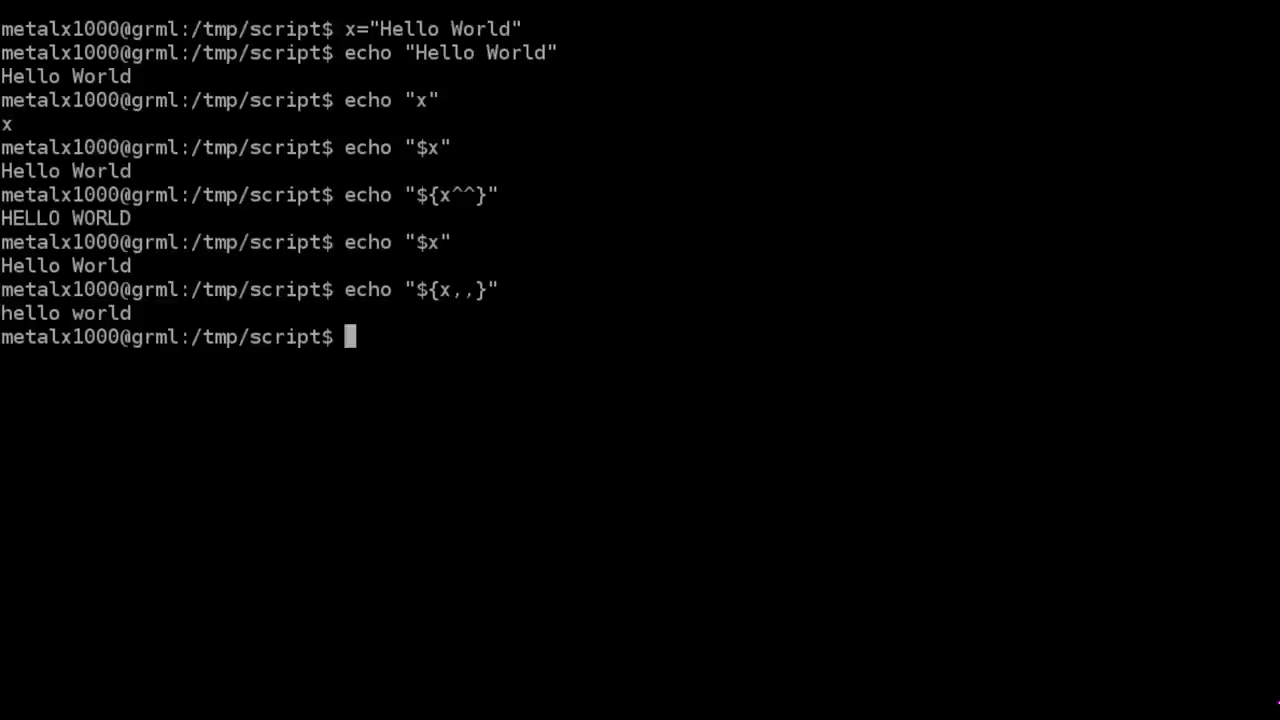 metalx1000@grml:/tmp/script$ x="Hello World"
metalx1000@grml:/tmp/script$ echo "Hello World"
Hello World
metalx1000@grml:/tmp/script$ echo "x"
x
metalx1000@grml:/tmp/script$ echo "$x"
Hello World
metalx1000@grml:/tmp/script$ echo "${x^^}"
HELLO WORLD
metalx1000@grml:/tmp/script$ echo "$x"
Hello World
metalx1000@grml:/tmp/script$ echo "${x,,}"
hello world
metalx1000@grml:/tmp/script$